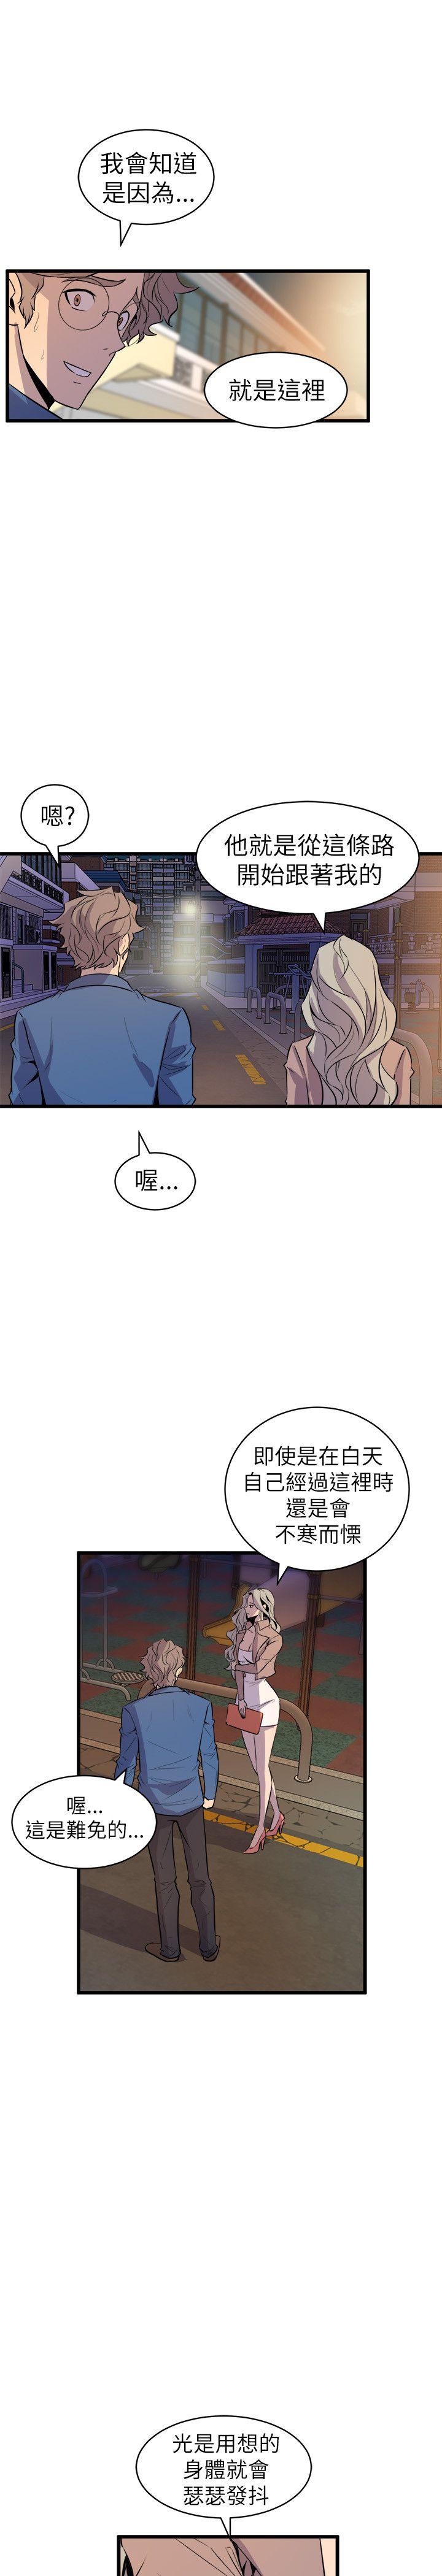 我會知道
是因為...
就是這裡
嗯?
他就是從這條路
開始跟著我的
喔...
即使是在白天
自己經過這裡時
還是會
不寒而慄
喔...
這是難免的...
光是用想的
身體就會
瑟瑟發抖